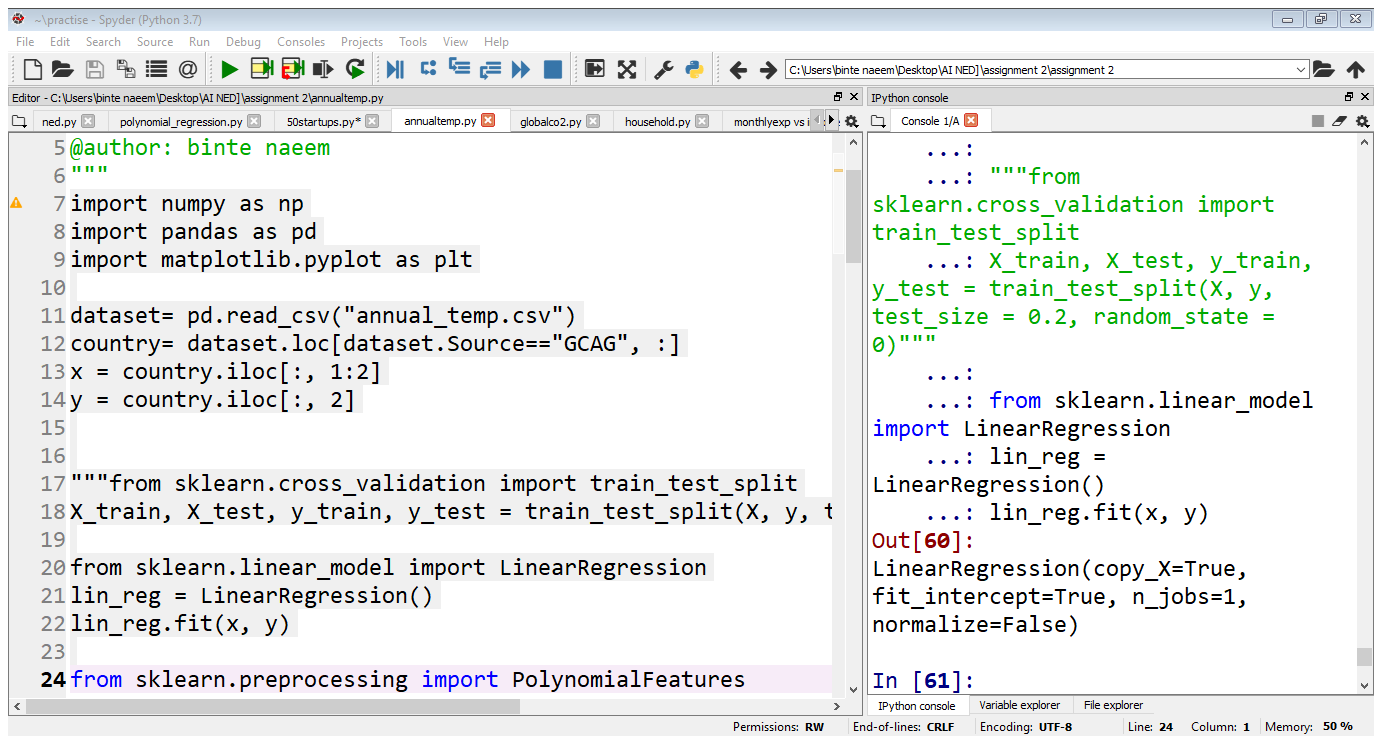 ~\practise - Spyder (Python 3.7)
File Edit Search Source Run Debug Consoles Projects Tools View Help
C:\Users\binte naeem\Desktop\AI NED]\assignment 2\assignment 2
Editor - C:\Users\binte naeem\Desktop\AI NED]\assignment 2\annualtemp.py
ned.py polynomial_regression.py 50startups.py* annualtemp.py globalco2.py household.py monthlyexp vs i
5 @author: binte naeem
6 """
7 import numpy as np
8 import pandas as pd
9 import matplotlib.pyplot as plt
10
11 dataset= pd.read_csv("annual_temp.csv")
12 country= dataset.loc[dataset.Source=="GCAG", :]
13 x = country.iloc[:, 1:2]
14 y = country.iloc[:, 2]
15
16
17 """from sklearn.cross_validation import train_test_split
18 X_train, X_test, y_train, y_test = train_test_split(X, y, t
19
20 from sklearn.linear_model import LinearRegression
21 lin_reg = LinearRegression()
22 lin_reg.fit(x, y)
23
24 from sklearn.preprocessing import PolynomialFeatures
IPython console
Console 1/A
...:
...: """from
sklearn.cross_validation import
train_test_split
...: X_train, X_test, y_train,
y_test = train_test_split(X, y,
test_size = 0.2, random_state =
0)"""
...:
...: from sklearn.linear_model
import LinearRegression
...: lin_reg =
LinearRegression()
...: lin_reg.fit(x, y)
Out[60]:
LinearRegression(copy_X=True,
fit_intercept=True, n_jobs=1,
normalize=False)
In [61]:
IPython console Variable explorer File explorer
Permissions: RW End-of-lines: CRLF Encoding: UTF-8 Line: 24 Column: 1 Memory: 50 %